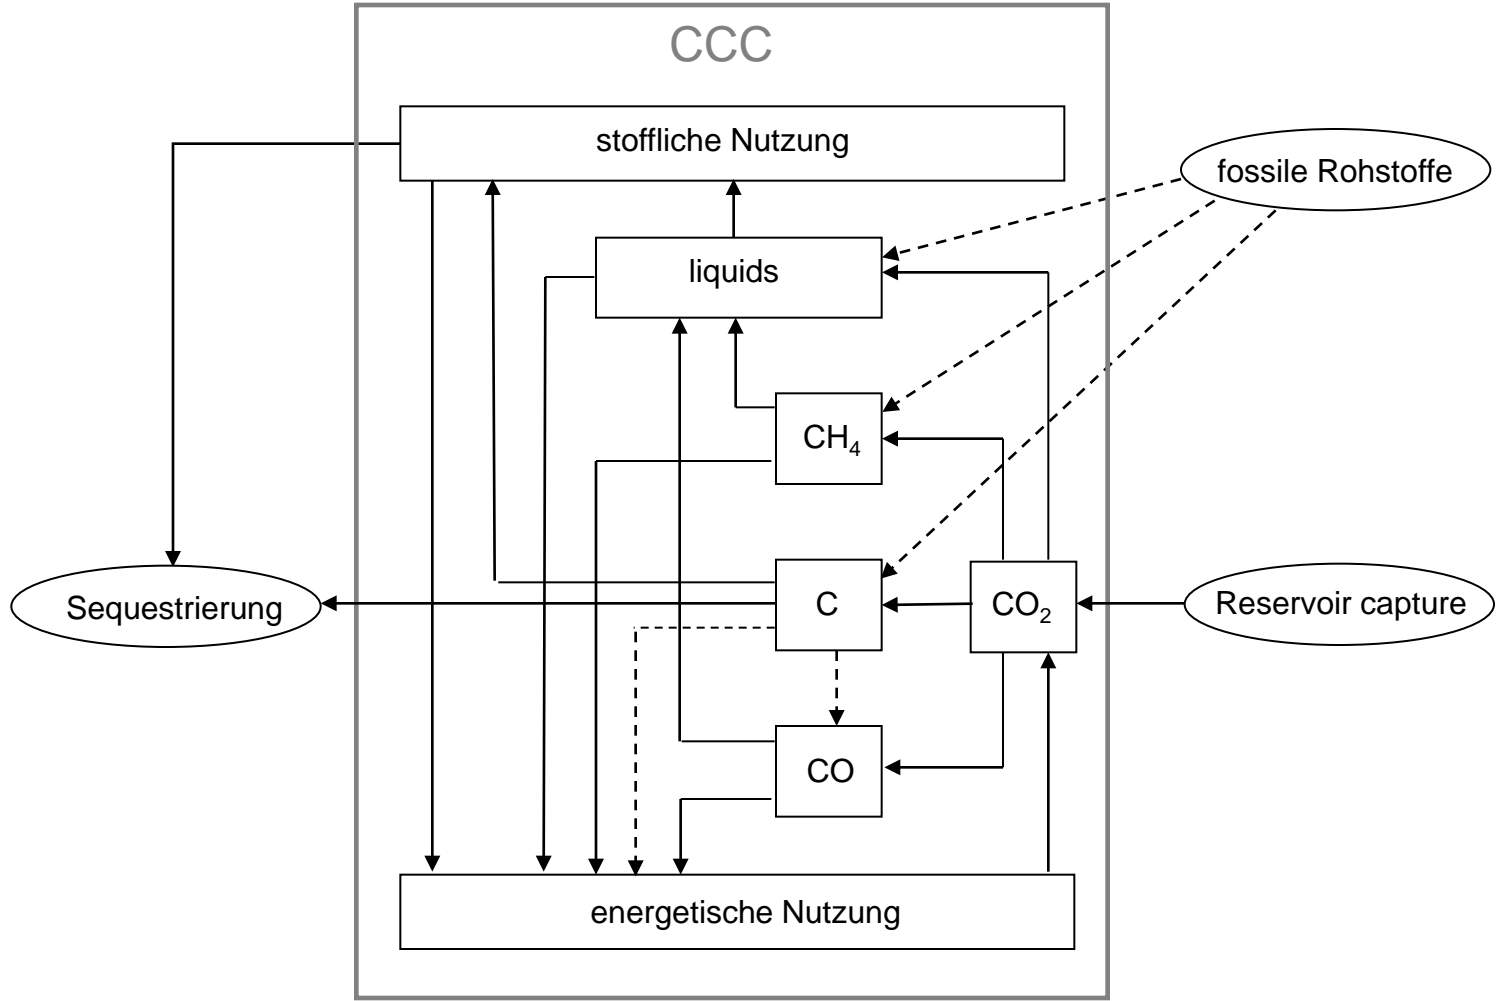 CCC
stoffliche Nutzung
fossile Rohstoffe
liquids
CH₄
Sequestrierung
C
CO₂
Reservoir capture
CO
energetische Nutzung